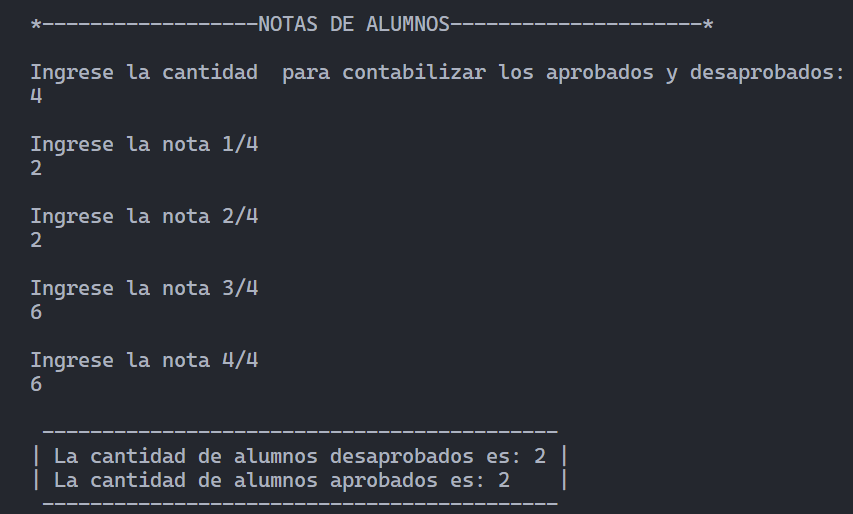 *------------------NOTAS DE ALUMNOS---------------------*
Ingrese la cantidad  para contabilizar los aprobados y desaprobados:
4
Ingrese la nota 1/4
2
Ingrese la nota 2/4
2
Ingrese la nota 3/4
6
Ingrese la nota 4/4
6
 -------------------------------------------
| La cantidad de alumnos desaprobados es: 2 |
| La cantidad de alumnos aprobados es: 2    |
 -------------------------------------------